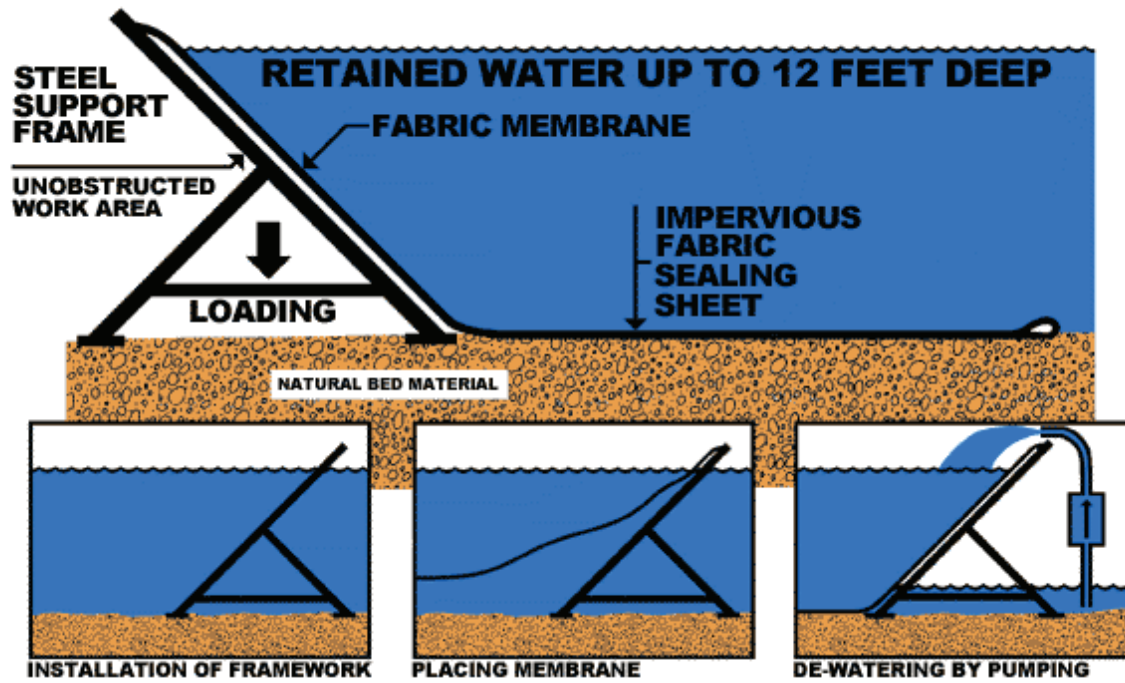 RETAINED WATER UP TO 12 FEET DEEP
STEEL
SUPPORT
FRAME
FABRIC MEMBRANE
UNOBSTRUCTED
WORK AREA
IMPERVIOUS
FABRIC
SEALING
SHEET
LOADING
NATURAL BED MATERIAL
INSTALLATION OF FRAMEWORK
PLACING MEMBRANE
DE-WATERING BY PUMPING